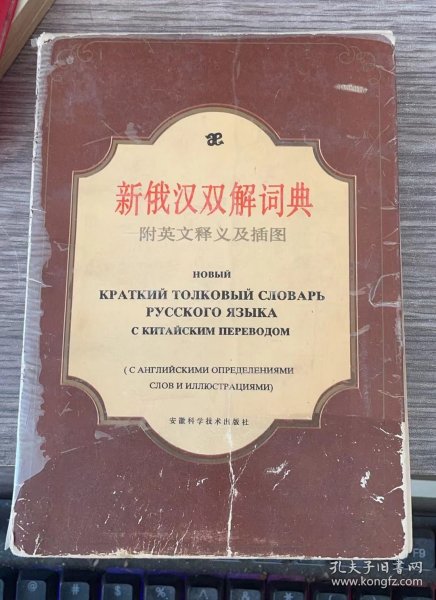 新俄汉双解词典
附英文释义及插图
НОВЫЙ
КРАТКИЙ ТОЛКОВЫЙ СЛОВАРЬ
РУССКОГО ЯЗЫКА
С КИТАЙСКИМ ПЕРЕВОДОМ
(С АНГЛИЙСКИМИ ОПРЕДЕЛЕНИЯМИ
СЛОВ И ИЛЛЮСТРАЦИЯМИ)
安徽科学技术出版社
F9
孔夫子旧书网
www.kongfz.com